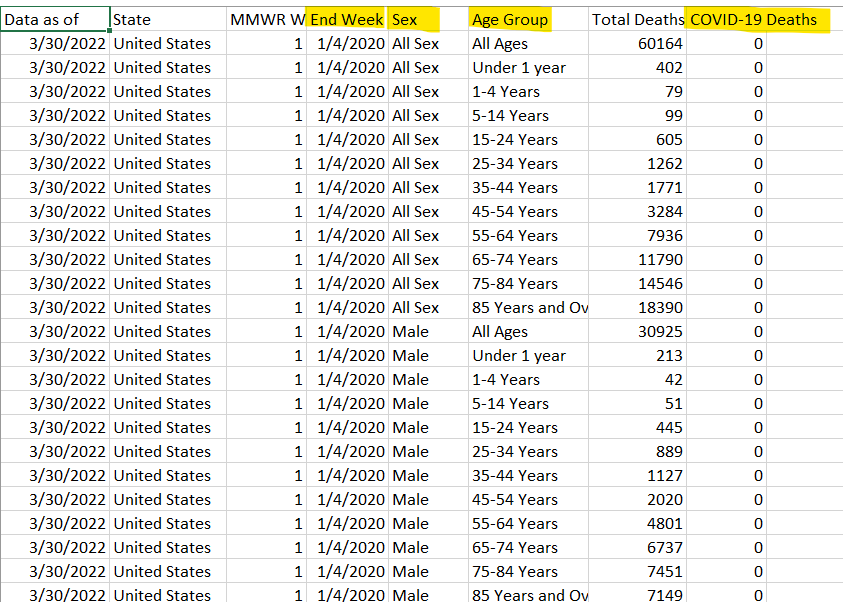 Data as of State MMWR W End Week Sex Age Group Total Deaths COVID-19 Deaths
3/30/2022 United States 1 1/4/2020 All Sex All Ages 60164 0
3/30/2022 United States 1 1/4/2020 All Sex Under 1 year 402 0
3/30/2022 United States 1 1/4/2020 All Sex 1-4 Years 79 0
3/30/2022 United States 1 1/4/2020 All Sex 5-14 Years 99 0
3/30/2022 United States 1 1/4/2020 All Sex 15-24 Years 605 0
3/30/2022 United States 1 1/4/2020 All Sex 25-34 Years 1262 0
3/30/2022 United States 1 1/4/2020 All Sex 35-44 Years 1771 0
3/30/2022 United States 1 1/4/2020 All Sex 45-54 Years 3284 0
3/30/2022 United States 1 1/4/2020 All Sex 55-64 Years 7936 0
3/30/2022 United States 1 1/4/2020 All Sex 65-74 Years 11790 0
3/30/2022 United States 1 1/4/2020 All Sex 75-84 Years 14546 0
3/30/2022 United States 1 1/4/2020 All Sex 85 Years and Ov 18390 0
3/30/2022 United States 1 1/4/2020 Male All Ages 30925 0
3/30/2022 United States 1 1/4/2020 Male Under 1 year 213 0
3/30/2022 United States 1 1/4/2020 Male 1-4 Years 42 0
3/30/2022 United States 1 1/4/2020 Male 5-14 Years 51 0
3/30/2022 United States 1 1/4/2020 Male 15-24 Years 445 0
3/30/2022 United States 1 1/4/2020 Male 25-34 Years 889 0
3/30/2022 United States 1 1/4/2020 Male 35-44 Years 1127 0
3/30/2022 United States 1 1/4/2020 Male 45-54 Years 2020 0
3/30/2022 United States 1 1/4/2020 Male 55-64 Years 4801 0
3/30/2022 United States 1 1/4/2020 Male 65-74 Years 6737 0
3/30/2022 United States 1 1/4/2020 Male 75-84 Years 7451 0
3/30/2022 United States 1 1/4/2020 Male 85 Years and Ov 7149 0